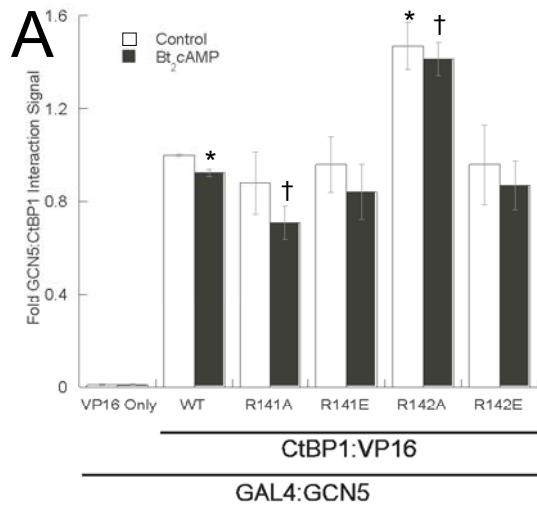 A
Control
Bt2cAMP
Fold GCN5:CtBP1 Interaction Signal
1.6
1.2
0.8
0.4
0
*
†
*
†
VP16 Only WT R141A R141E R142A R142E
CtBP1:VP16
GAL4:GCN5